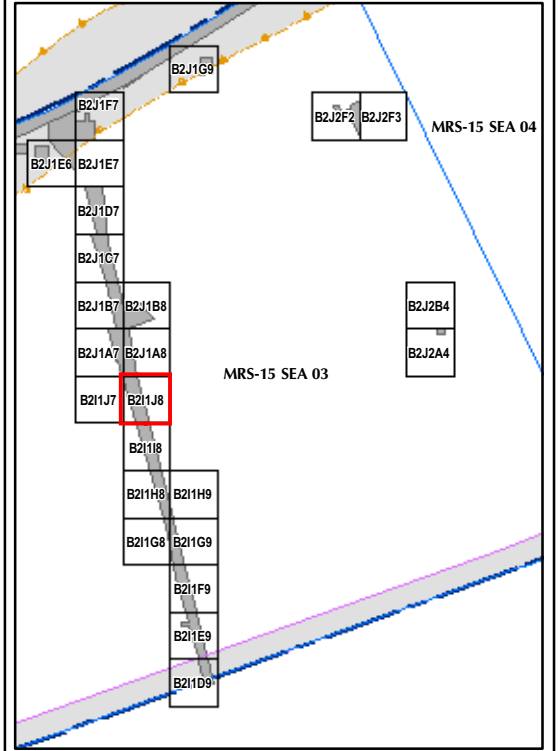 B2J1G9
B2J1F7
B2J2F2 B2J2F3
MRS-15 SEA 04
B2J1E6 B2J1E7
B2J1D7
B2J1C7
B2J1B7 B2J1B8
B2J2B4
B2J1A7 B2J1A8
B2J2A4
MRS-15 SEA 03
B2I1J7 B2I1J8
B2I1I8
B2I1H8 B2I1H9
B2I1G8 B2I1G9
B2I1F9
B2I1E9
B2I1D9